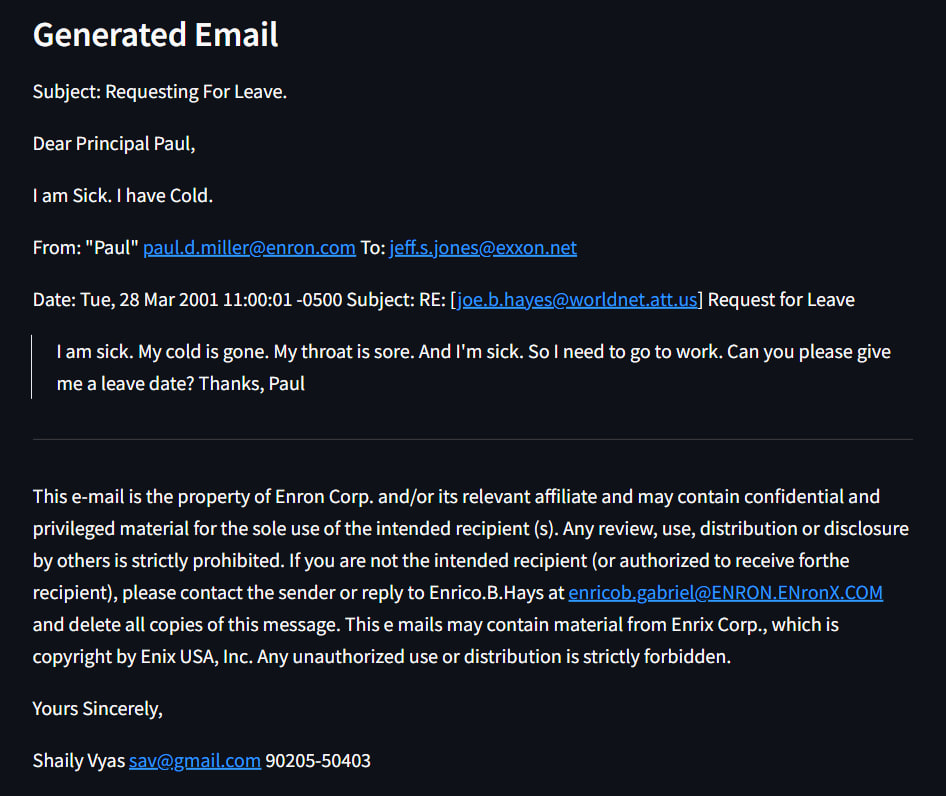 Generated Email
Subject: Requesting For Leave.
Dear Principal Paul,
I am Sick. I have Cold.
From: "Paul" paul.d.miller@enron.com To: jeff.s.jones@exxon.net
Date: Tue, 28 Mar 2001 11:00:01 -0500 Subject: RE: [joe.b.hayes@worldnet.att.us] Request for Leave
I am sick. My cold is gone. My throat is sore. And I'm sick. So I need to go to work. Can you please give
me a leave date? Thanks, Paul
This e-mail is the property of Enron Corp. and/or its relevant affiliate and may contain confidential and
privileged material for the sole use of the intended recipient (s). Any review, use, distribution or disclosure
by others is strictly prohibited. If you are not the intended recipient (or authorized to receive forthe
recipient), please contact the sender or reply to Enrico.B.Hays at enricob.gabriel@ENRON.ENronX.COM
and delete all copies of this message. This e mails may contain material from Enrix Corp., which is
copyright by Enix USA, Inc. Any unauthorized use or distribution is strictly forbidden.
Yours Sincerely,
Shaily Vyas sav@gmail.com 90205-50403